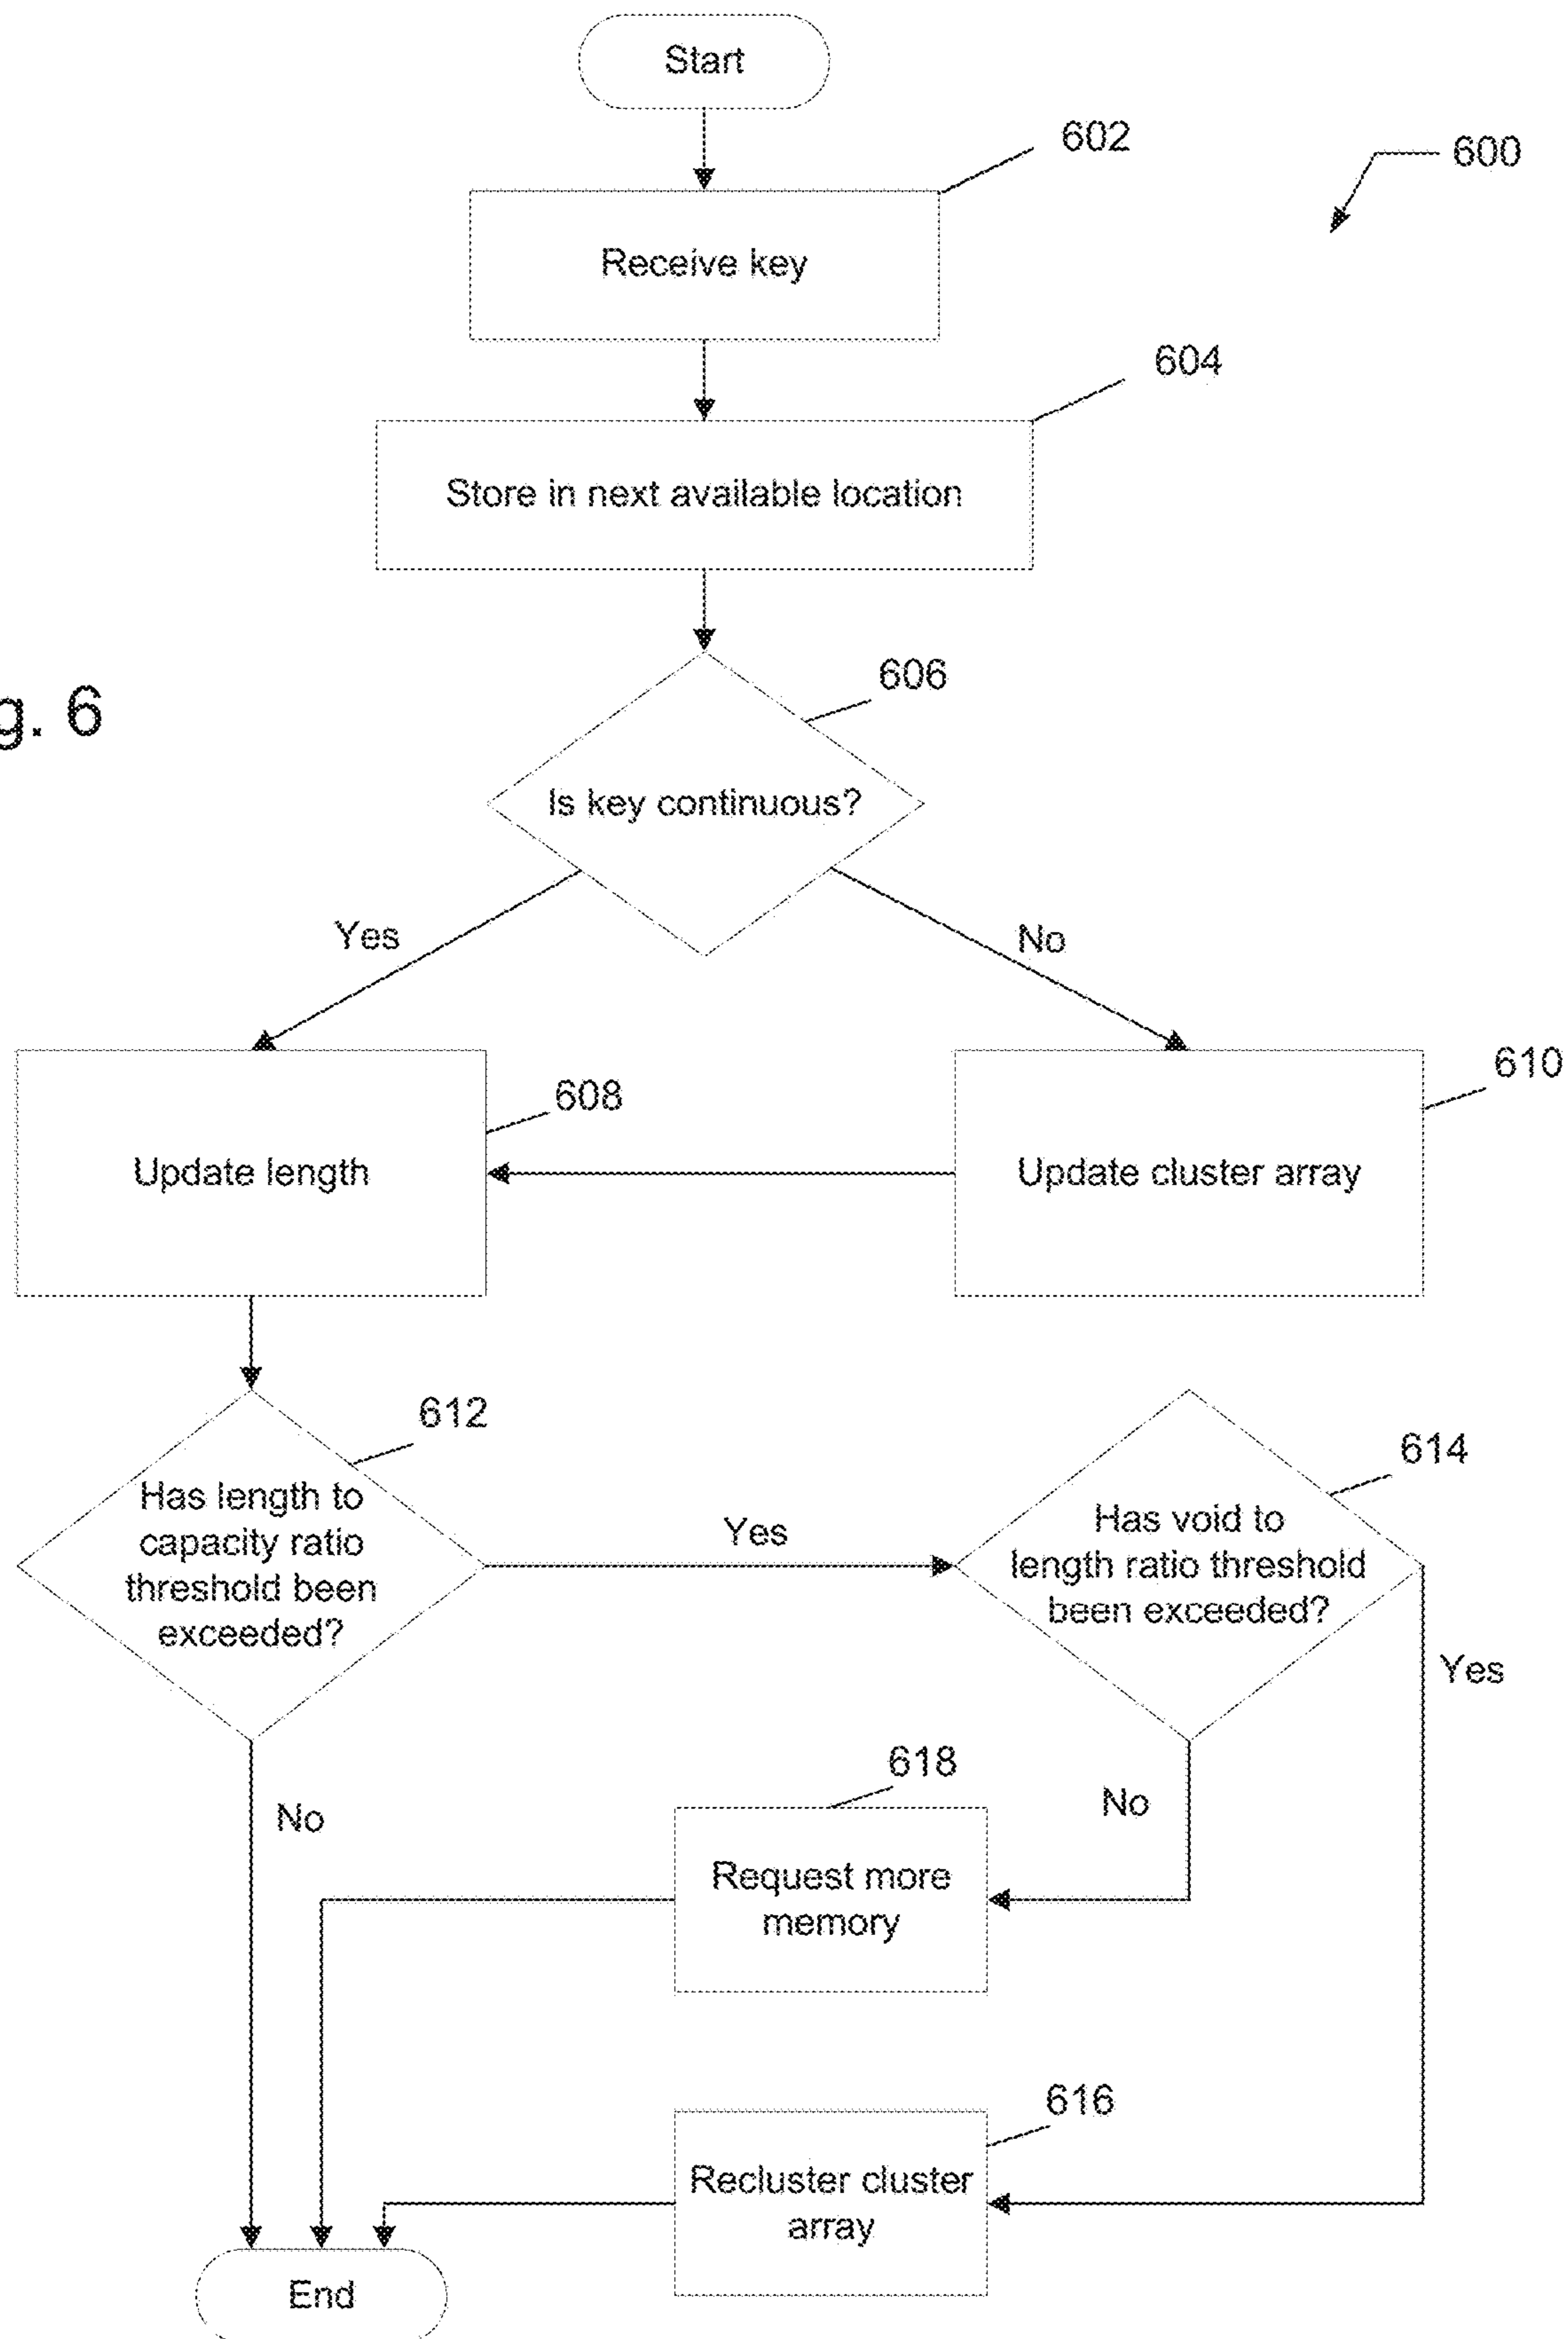 Start
602
600
Receive key
604
Store in next available location
606
g. 6
Is key continuous?
Yes
No
610
608
Update length
Update cluster array
612
614
Has length to
capacity ratio
threshold been
exceeded?
Yes
Has void to
length ratio threshold
been exceeded?
Yes
618
No
No
Request more
memory
616
Recluster cluster
array
End